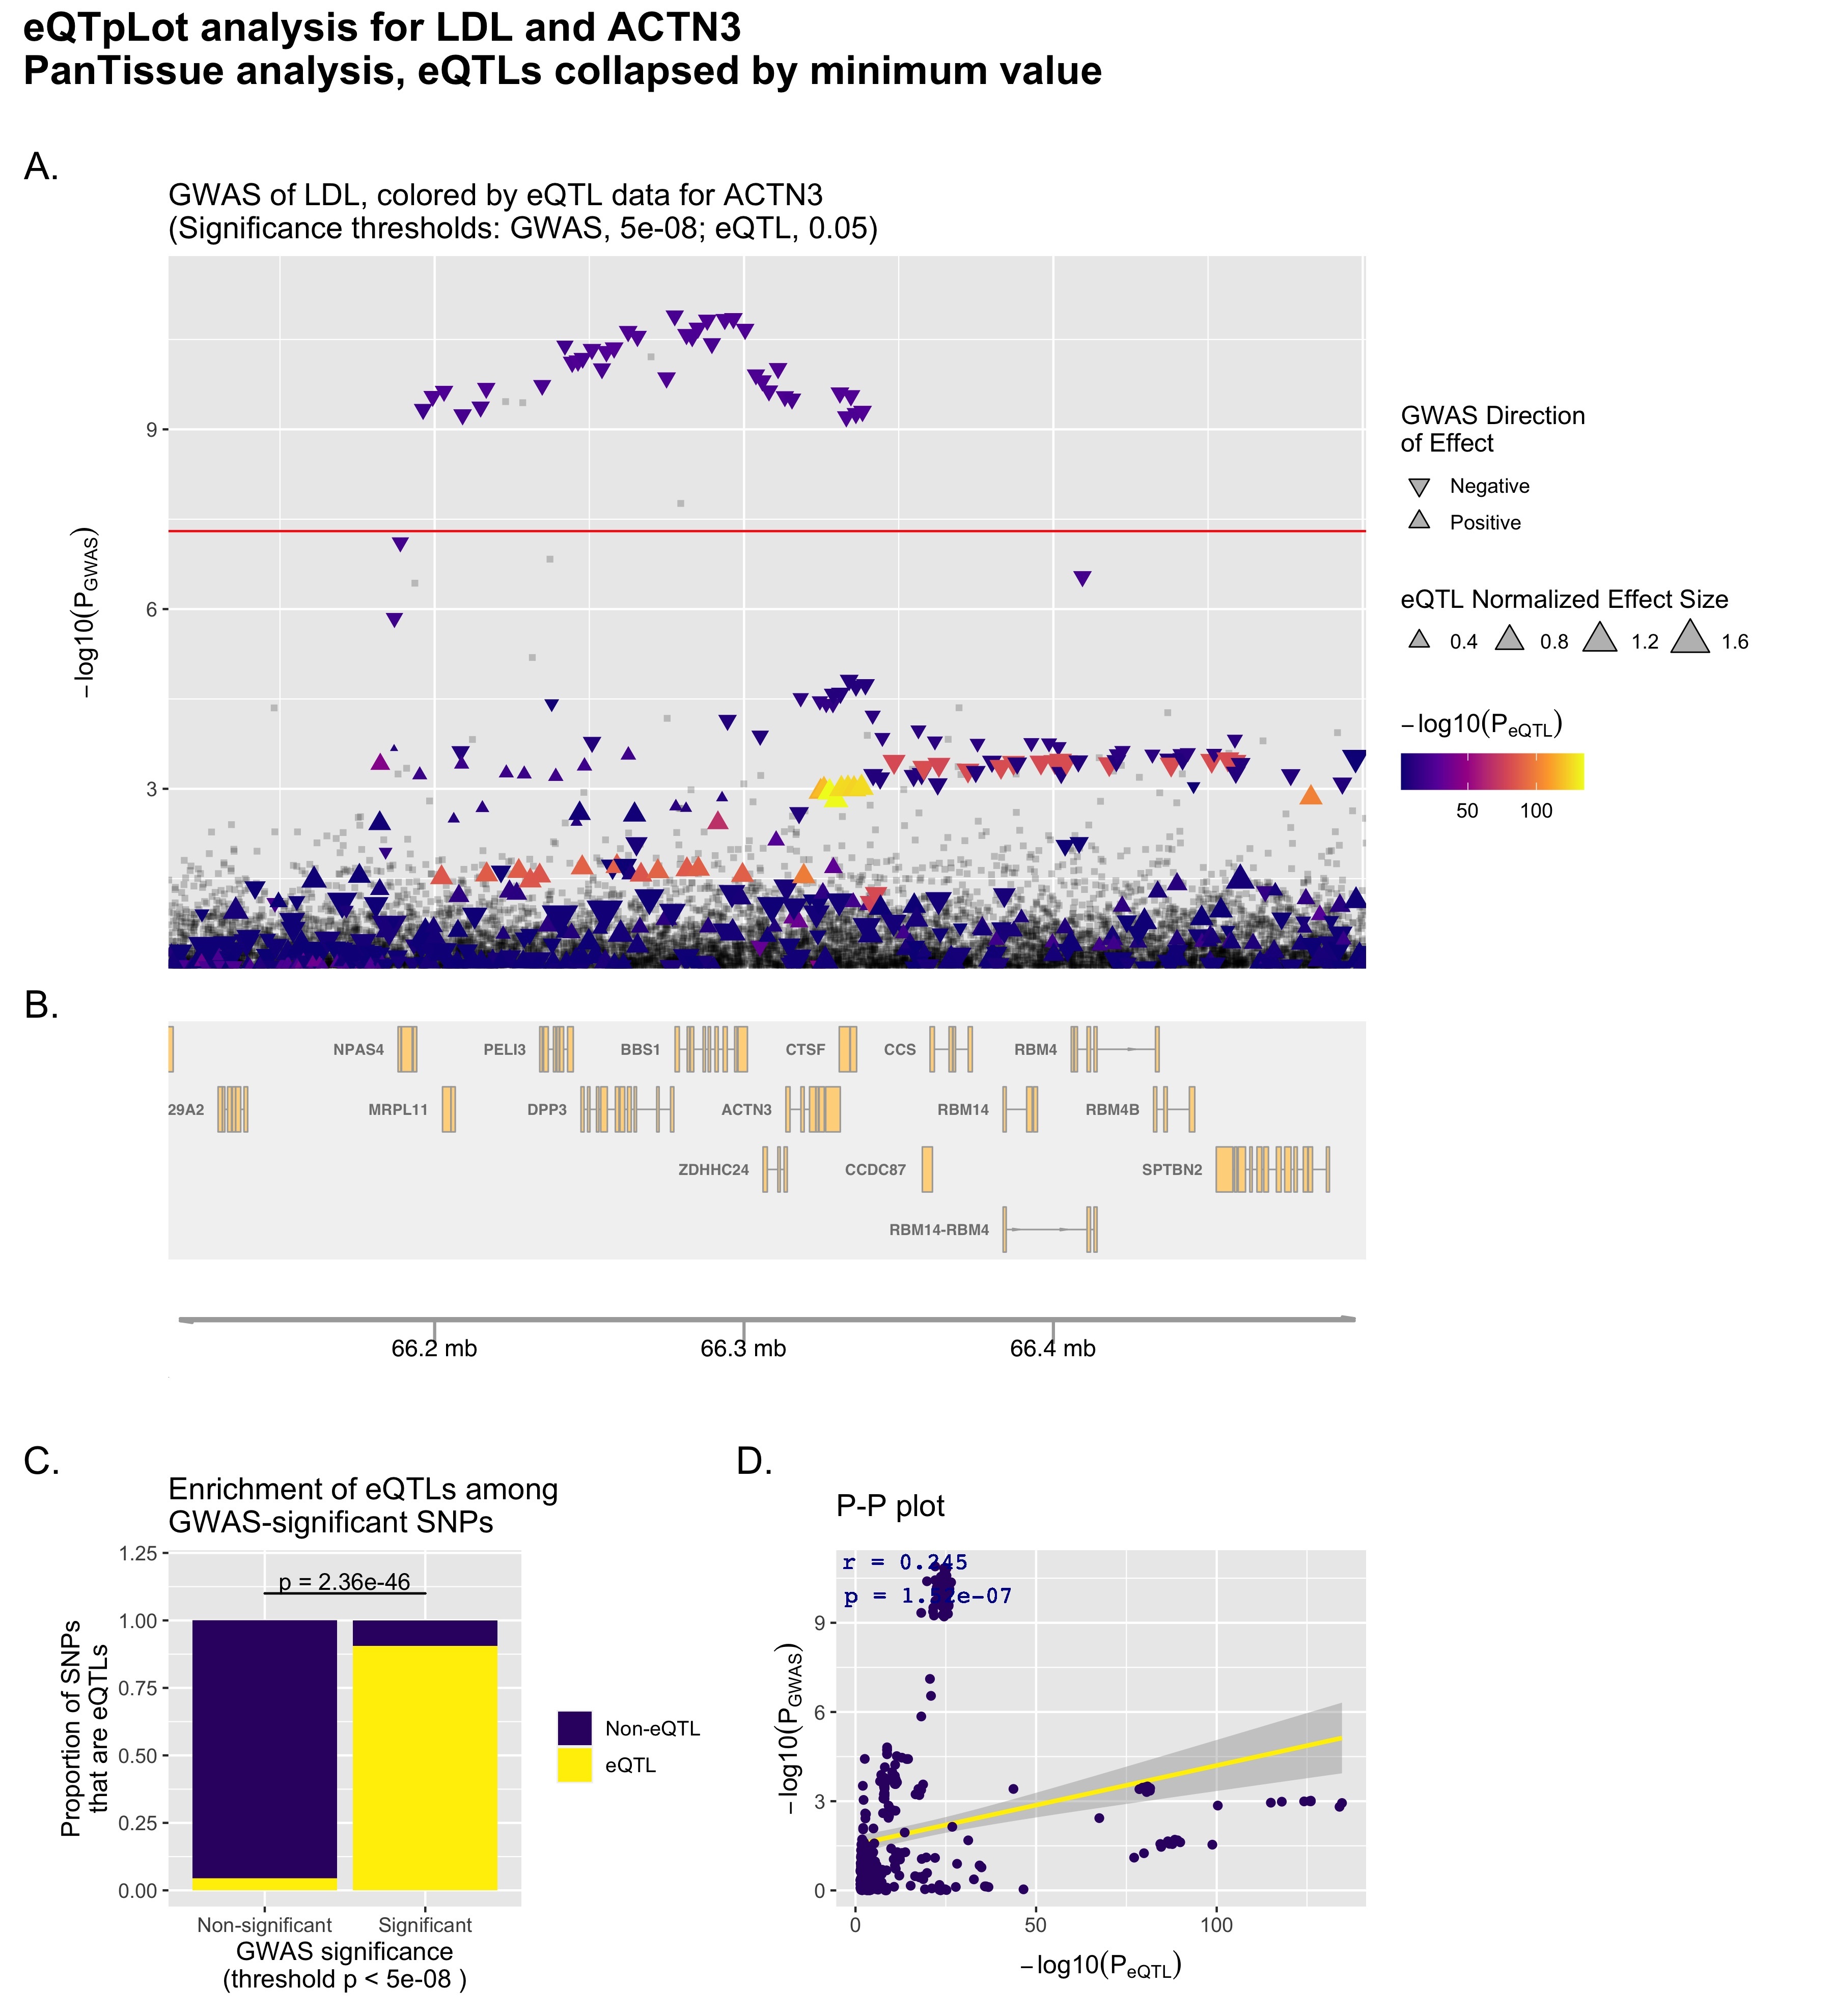 eQTpLot analysis for LDL and ACTN3
PanTissue analysis, eQTLs collapsed by minimum value
A.
GWAS of LDL, colored by eQTL data for ACTN3
(Significance thresholds: GWAS, 5e-08; eQTL, 0.05)
−log10(PGWAS)
9
6
3
GWAS Direction
of Effect
Negative
Positive
eQTL Normalized Effect Size
0.4 0.8 1.2 1.6
−log10(PeQTL)
50 100
B.
NPAS4 PELI3 BBS1 CTSF CCS RBM4
29A2 MRPL11 DPP3 ACTN3 RBM14 RBM4B
ZDHHC24 CCDC87 SPTBN2
RBM14-RBM4
66.2 mb 66.3 mb 66.4 mb
C.
Enrichment of eQTLs among
GWAS-significant SNPs
Proportion of SNPs
that are eQTLs
1.25
1.00
0.75
0.50
0.25
0.00
p = 2.36e-46
Non-significant Significant
GWAS significance
(threshold p < 5e-08 )
Non-eQTL
eQTL
D.
P-P plot
r = 0.245
−log10(PGWAS)
9
6
3
0
0 50 100
−log10(PeQTL)